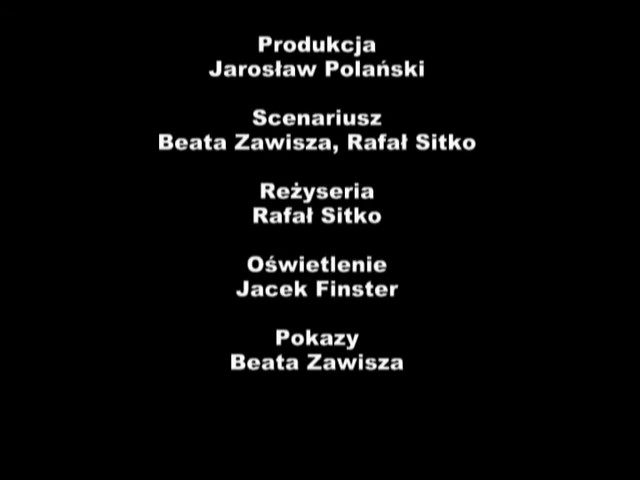 Produkcja
Jarosław Polański
Scenariusz
Beata Zawisza, Rafał Sitko
Reżyseria
Rafał Sitko
Oświetlenie
Jacek Finster
Pokazy
Beata Zawisza